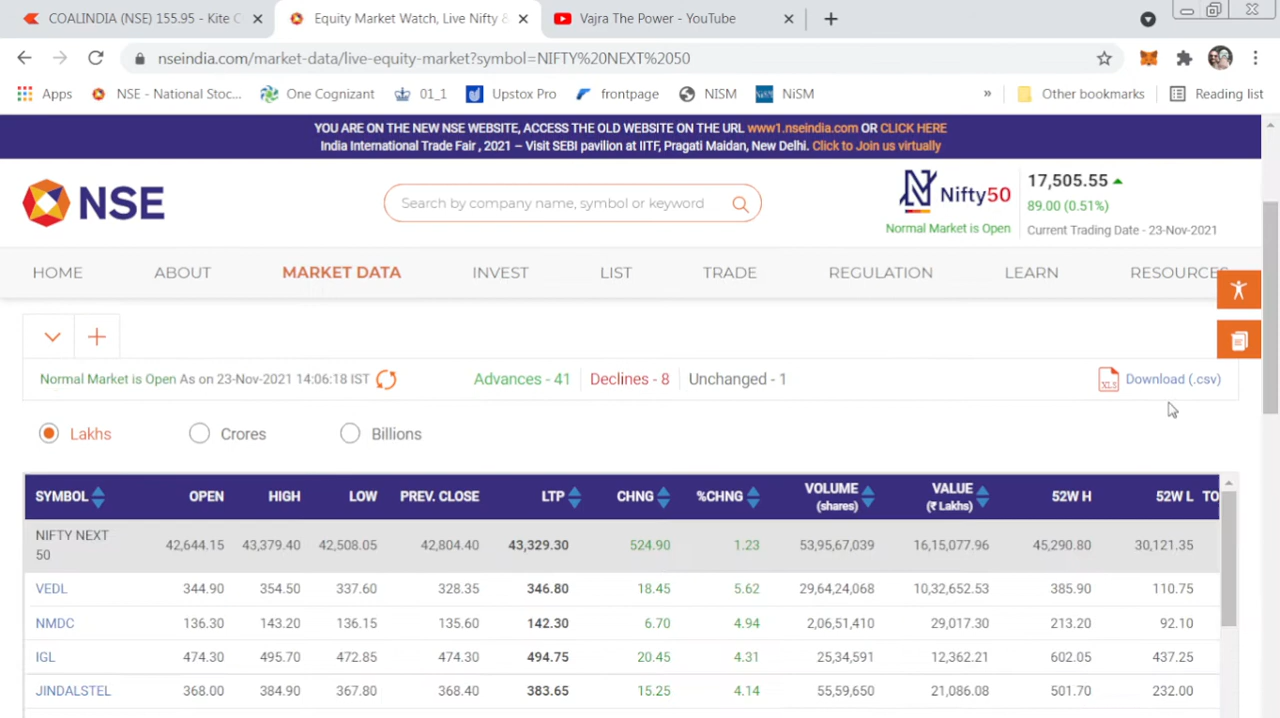 COALINDIA (NSE) 155.95 - Kite C
Equity Market Watch, Live Nifty &
Vajra The Power - YouTube
nseindia.com/market-data/live-equity-market?symbol=NIFTY%20NEXT%2050
Apps NSE - National Stoc... One Cognizant 01_1 Upstox Pro frontpage NISM NiSM » Other bookmarks Reading list
YOU ARE ON THE NEW NSE WEBSITE, ACCESS THE OLD WEBSITE ON THE URL www1.nseindia.com OR CLICK HERE
India International Trade Fair , 2021 – Visit SEBI pavilion at IITF, Pragati Maidan, New Delhi. Click to Join us virtually
NSE
Search by company name, symbol or keyword
Nifty50
Normal Market is Open
17,505.55
89.00 (0.51%)
Current Trading Date - 23-Nov-2021
HOME ABOUT MARKET DATA INVEST LIST TRADE REGULATION LEARN RESOURCES
Normal Market is Open As on 23-Nov-2021 14:06:18 IST Advances - 41 Declines - 8 Unchanged - 1 XLS Download (.csv)
Lakhs Crores Billions
SYMBOL OPEN HIGH LOW PREV. CLOSE LTP CHNG %CHNG VOLUME (shares) VALUE (₹ Lakhs) 52W H 52W L TO
NIFTY NEXT 50 42,644.15 43,379.40 42,508.05 42,804.40 43,329.30 524.90 1.23 53,95,67,039 16,15,077.96 45,290.80 30,121.35
VEDL 344.90 354.50 337.60 328.35 346.80 18.45 5.62 29,64,24,068 10,32,652.53 385.90 110.75
NMDC 136.30 143.20 136.15 135.60 142.30 6.70 4.94 2,06,51,410 29,017.30 213.20 92.10
IGL 474.30 495.70 472.85 474.30 494.75 20.45 4.31 25,34,591 12,362.21 602.05 437.25
JINDALSTEL 368.00 384.90 367.80 368.40 383.65 15.25 4.14 55,59,650 21,086.08 501.70 232.00